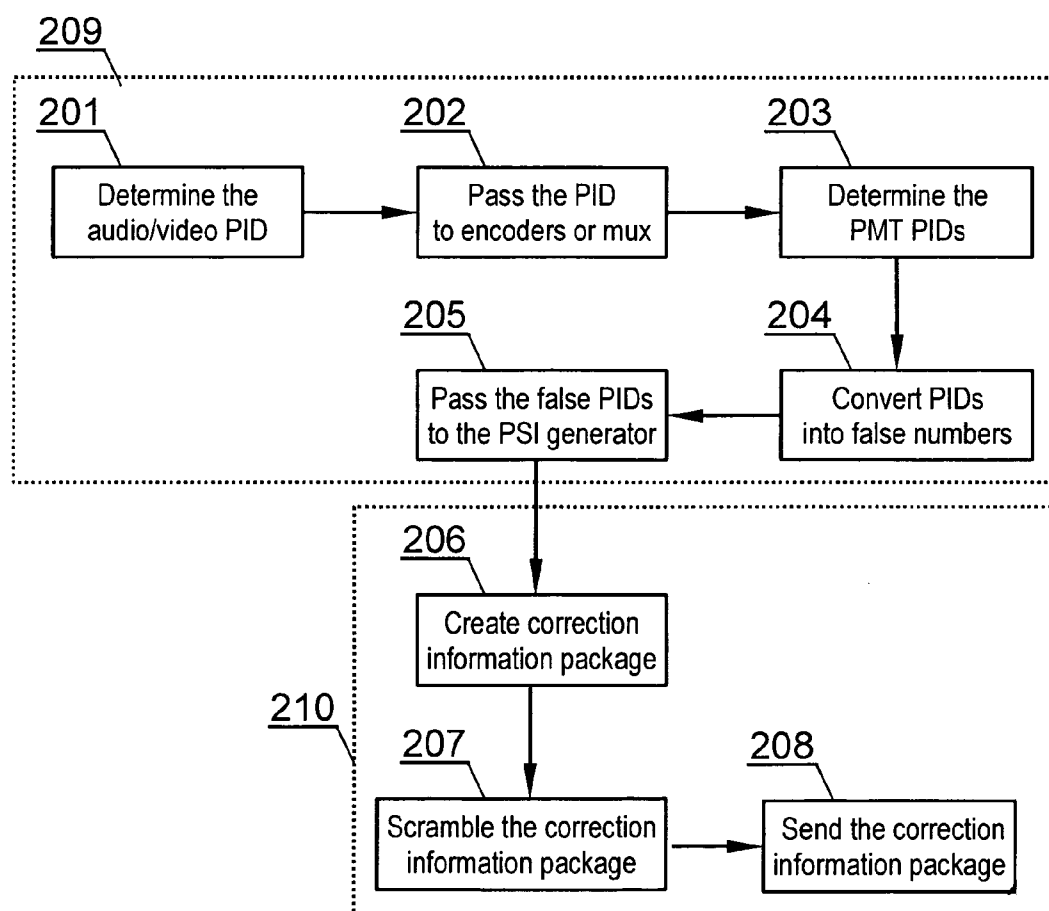 209
201
202
203
Determine the
audio/video PID
Pass the PID
to encoders or mux
Determine the
PMT PIDs
205
204
Pass the false PIDs
to the PSI generator
Convert PIDs
into false numbers
206
Create correction
information package
210
207
208
Scramble the correction
information package
Send the correction
information package